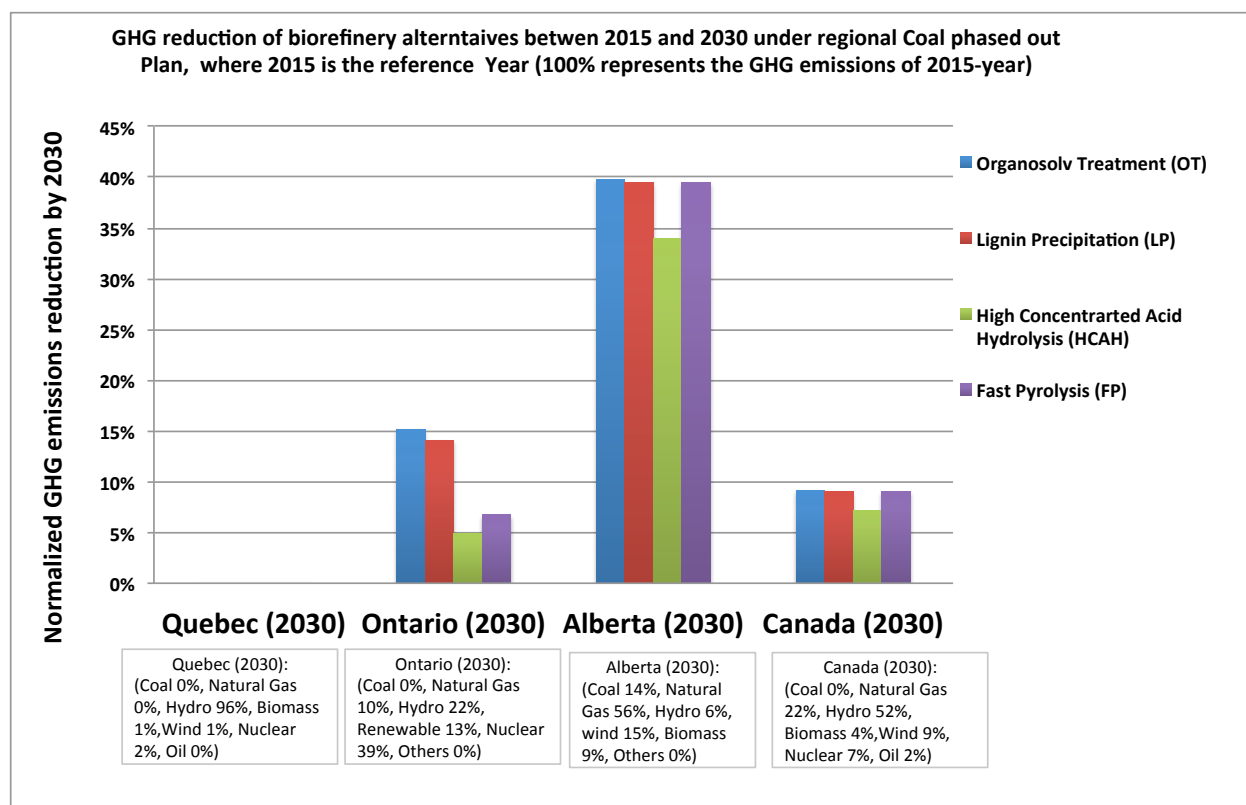 GHG reduction of biorefinery alterntaives betwen 2015 and 2030 under regional Coal phased out
Plan, where 2015 is the reference Year (100% represents the GHG emissions of 2015-year)
Normalized GHG emissions reduction by 2030
45%
40%
35%
30%
25%
20%
15%
10%
5%
0%
Organosolv Treatment (OT)
Lignin Precipitation (LP)
High Concentrarted Acid
Hydrolysis (HCAH)
Fast Pyrolysis (FP)
Quebec (2030) Ontario (2030) Alberta (2030) Canada (2030)
Quebec (2030):
(Coal 0%, Natural Gas
0%, Hydro 96%, Biomass
1%,Wind 1%, Nuclear
2%, Oil 0%)
Ontario (2030):
(Coal 0%, Natural Gas
10%, Hydro 22%,
Renewable 13%, Nuclear
39%, Others 0%)
Alberta (2030):
(Coal 14%, Natural
Gas 56%, Hydro 6%,
wind 15%, Biomass
9%, Others 0%)
Canada (2030):
(Coal 0%, Natural Gas
22%, Hydro 52%,
Biomass 4%,Wind 9%,
Nuclear 7%, Oil 2%)